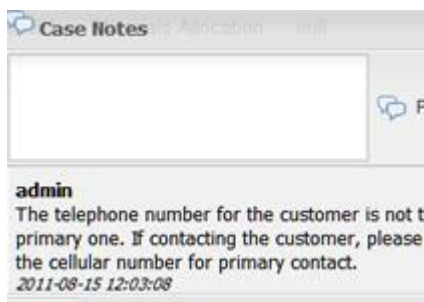 Case Notes
admin
The telephone number for the customer is not
primary one. If contacting the customer, please
the cellular number for primary contact.
2011-08-15 12:03:08